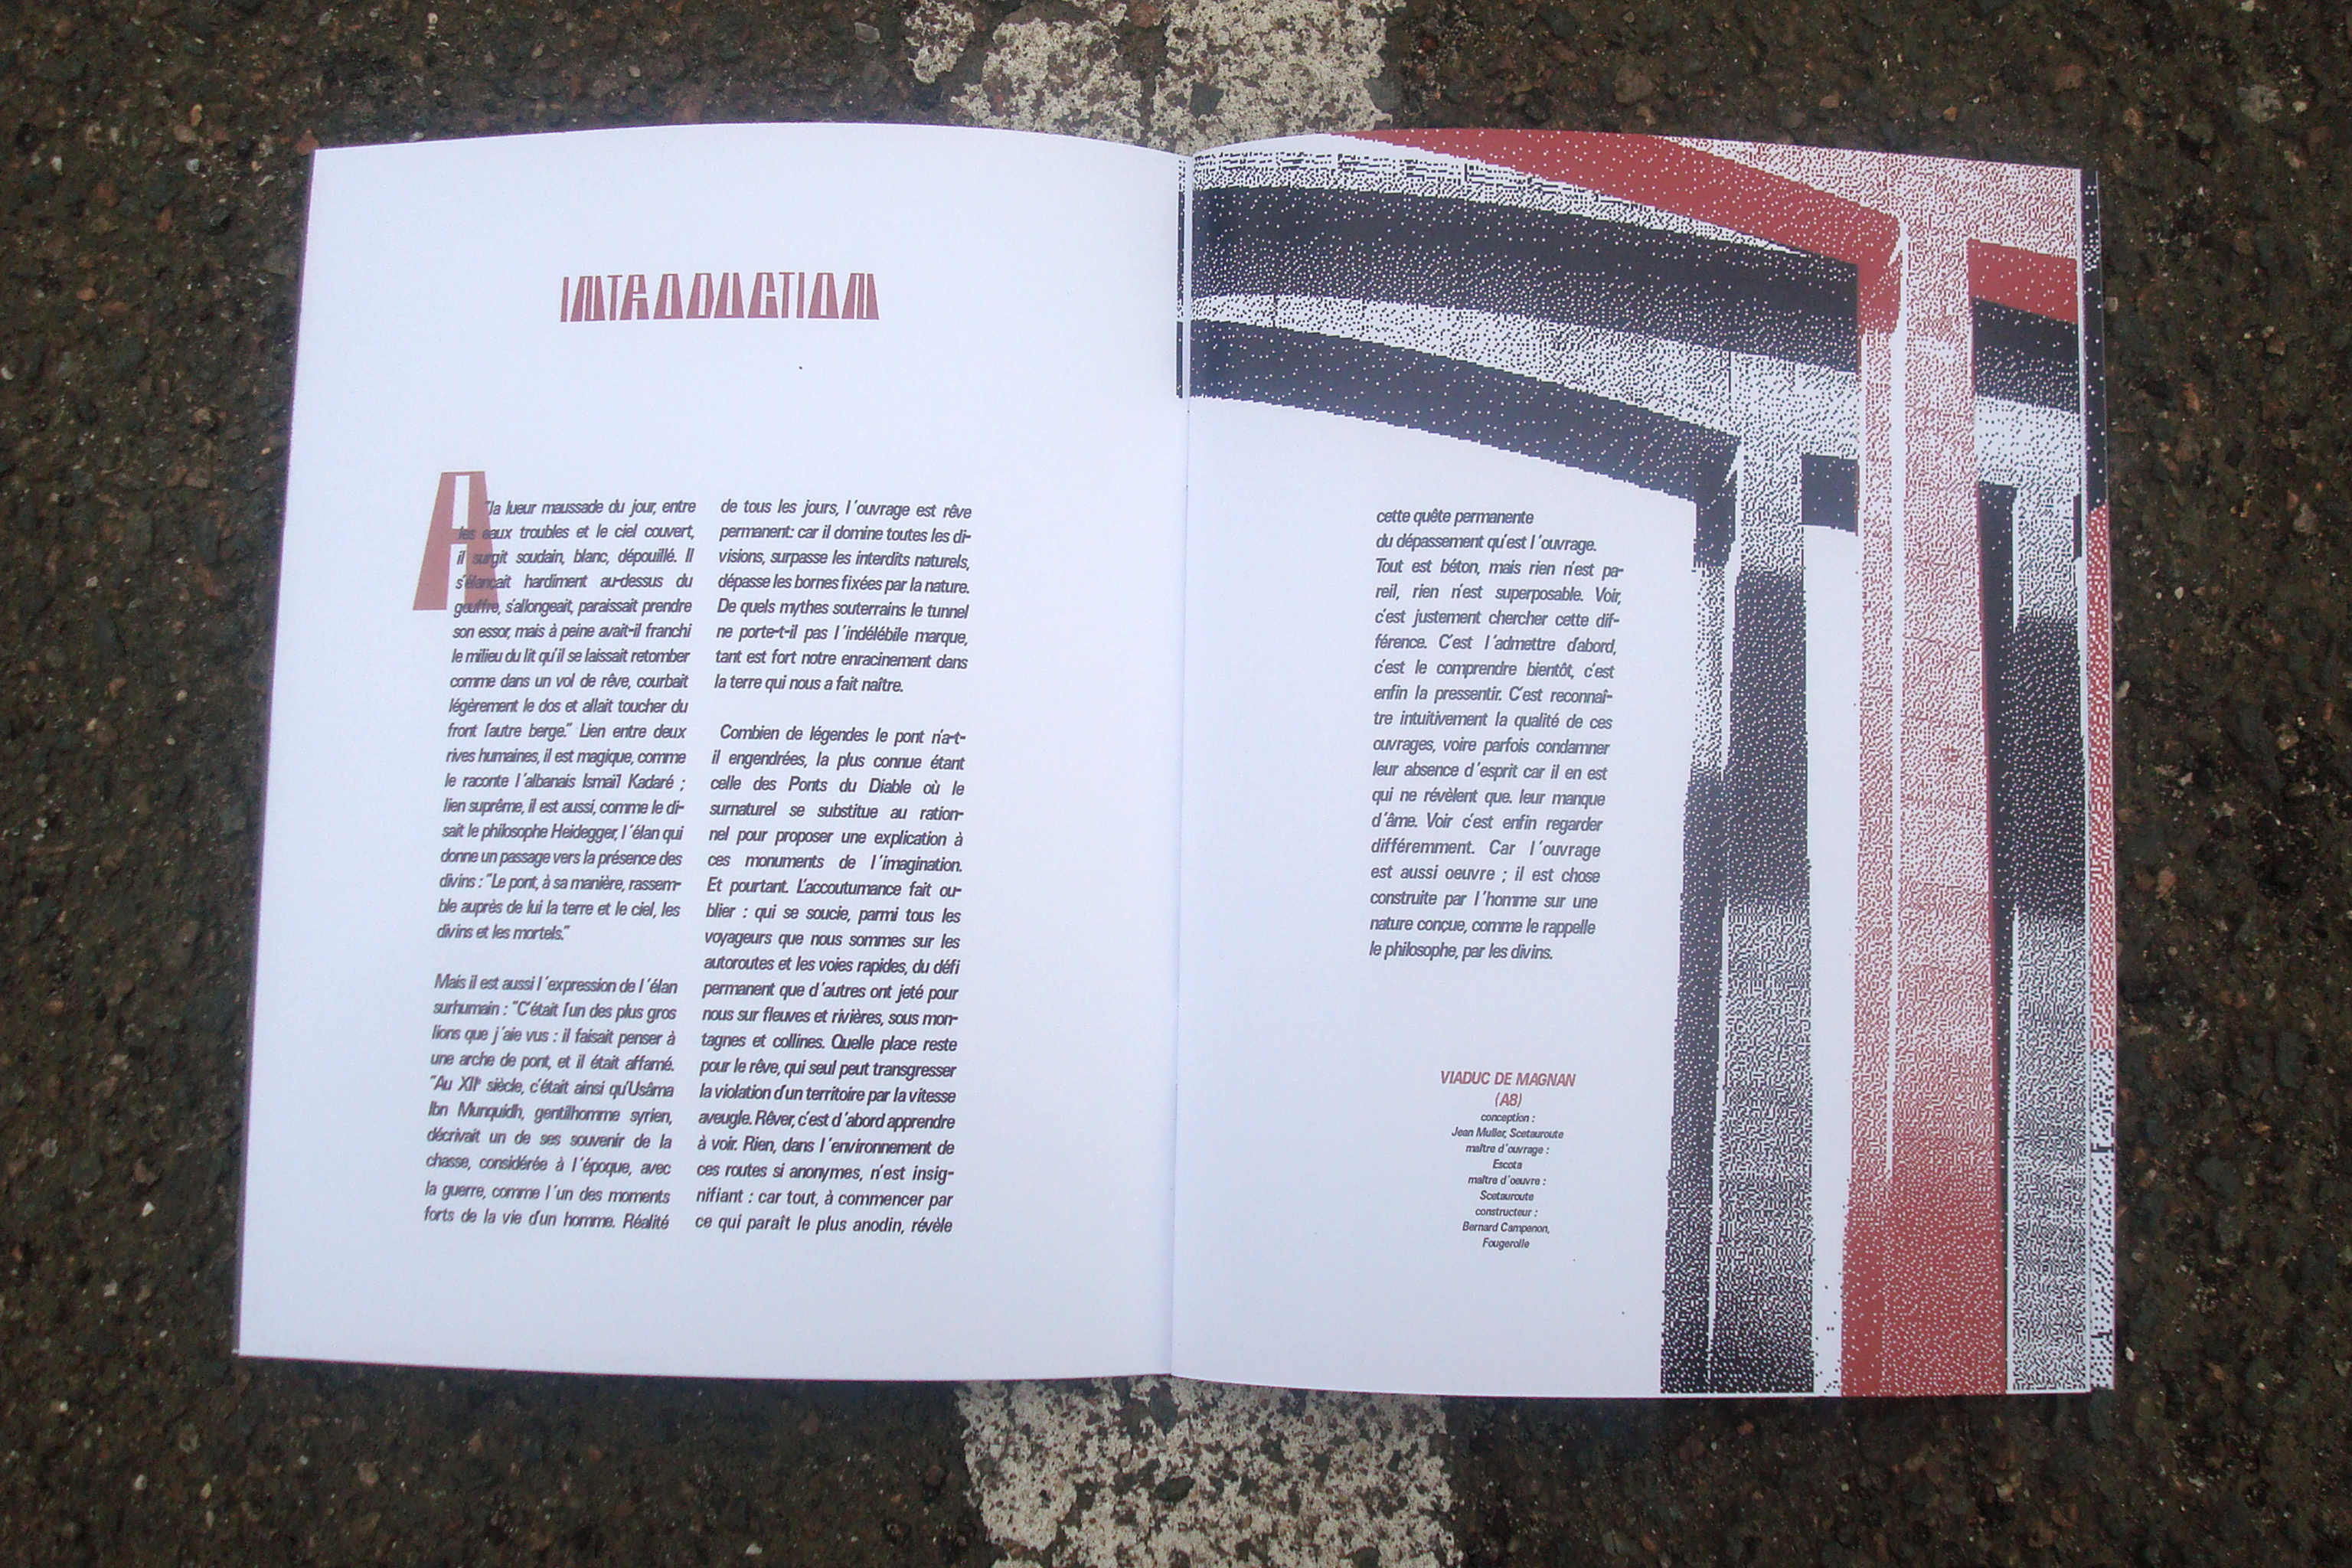 INTRODUCTION
A "la lueur maussade du jour, entre
les eaux troubles et le ciel couvert,
il surgit soudain, blanc, dépouillé. Il
s'élançait hardiment au-dessus du
gouffre, s'allongeait, paraissait prendre
son essor, mais à peine avait-il franchi
le milieu du lit qu'il se laissait retomber
comme dans un vol de rêve, courbait
légèrement le dos et allait toucher du
front l'autre berge." Lien entre deux
rives humaines, il est magique, comme
le raconte l'albanais Ismaïl Kadaré ;
lien suprême, il est aussi, comme le di-
sait le philosophe Heidegger, l'élan qui
donne un passage vers la présence des
divins : "Le pont, à sa manière, rassem-
ble auprès de lui la terre et le ciel, les
divins et les mortels."
Mais il est aussi l'expression de l'élan
surhumain : "C'était l'un des plus gros
lions que j'aie vus : il faisait penser à
une arche de pont, et il était affamé.
"Au XIIe siècle, c'était ainsi qu'Usâma
Ibn Munquidh, gentilhomme syrien,
décrivait un de ses souvenir de la
chasse, considérée à l'époque, avec
la guerre, comme l'un des moments
forts de la vie d'un homme. Réalité
de tous les jours, l'ouvrage est rêve
permanent: car il domine toutes les di-
visions, surpasse les interdits naturels,
dépasse les bornes fixées par la nature.
De quels mythes souterrains le tunnel
ne porte-t-il pas l'indélébile marque,
tant est fort notre enracinement dans
la terre qui nous a fait naître.
Combien de légendes le pont n'a-t-
il engendrées, la plus connue étant
celle des Ponts du Diable où le
surnaturel se substitue au ration-
nel pour proposer une explication à
ces monuments de l'imagination.
Et pourtant. L'accoutumance fait ou-
blier : qui se soucie, parmi tous les
voyageurs que nous sommes sur les
autoroutes et les voies rapides, du défi
permanent que d'autres ont jeté pour
nous sur fleuves et rivières, sous mon-
tagnes et collines. Quelle place reste
pour le rêve, qui seul peut transgresser
la violation d'un territoire par la vitesse
aveugle. Rêver, c'est d'abord apprendre
à voir. Rien, dans l'environnement de
ces routes si anonymes, n'est insig-
nifiant : car tout, à commencer par
ce qui paraît le plus anodin, révèle
cette quête permanente
du dépassement qu'est l'ouvrage.
Tout est béton, mais rien n'est pa-
reil, rien n'est superposable. Voir,
c'est justement chercher cette dif-
férence. C'est l'admettre d'abord,
c'est le comprendre bientôt, c'est
enfin la pressentir. C'est reconnaî-
tre intuitivement la qualité de ces
ouvrages, voire parfois condamner
leur absence d'esprit car il en est
qui ne révèlent que. leur manque
d'âme. Voir c'est enfin regarder
différemment. Car l'ouvrage
est aussi oeuvre ; il est chose
construite par l'homme sur une
nature conçue, comme le rappelle
le philosophe, par les divins.
VIADUC DE MAGNAN
(A8)
conception :
Jean Muller, Scetauroute
maître d'ouvrage :
Escota
maître d'oeuvre :
Scetauroute
constructeur :
Bernard Campenon,
Fougerolle